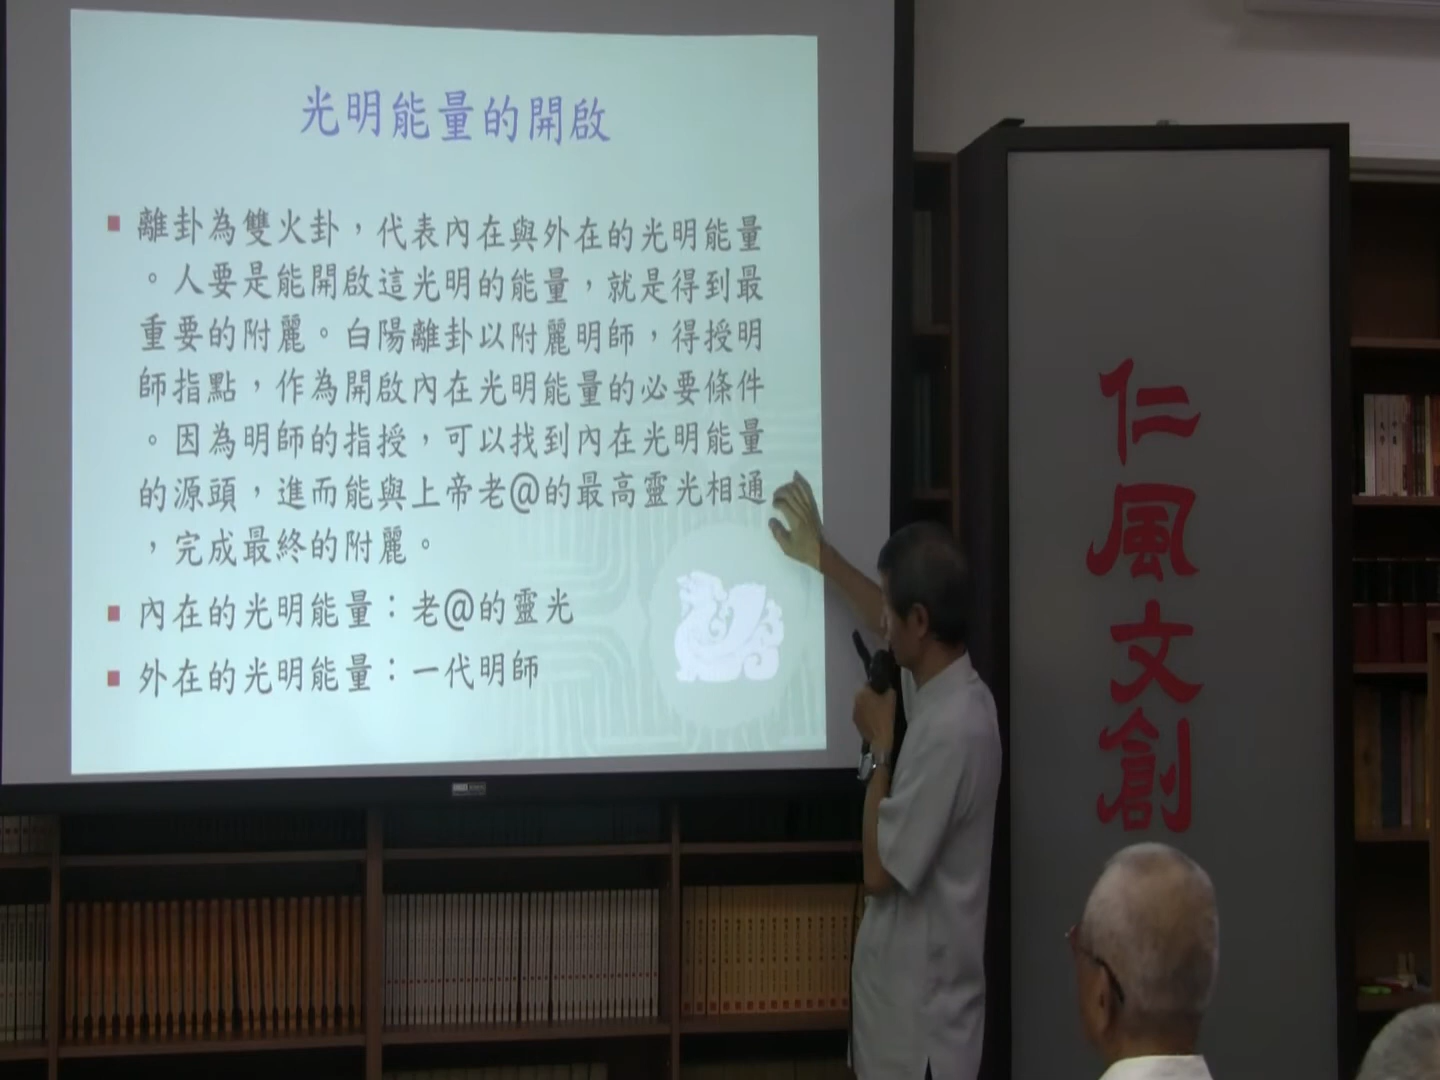 光明能量的開啟
離卦為雙火卦，代表內在與外在的光明能量
。人要是能開啟這光明的能量，就是得到最
重要的附麗。白陽離卦以附麗明師，得授明
師指點，作為開啟內在光明能量的必要條件
。因為明師的指授，可以找到內在光明能量
的源頭，進而能與上帝老@的最高靈光相通
，完成最終的附麗。
內在的光明能量：老@的靈光
外在的光明能量：一代明師
仁風文創